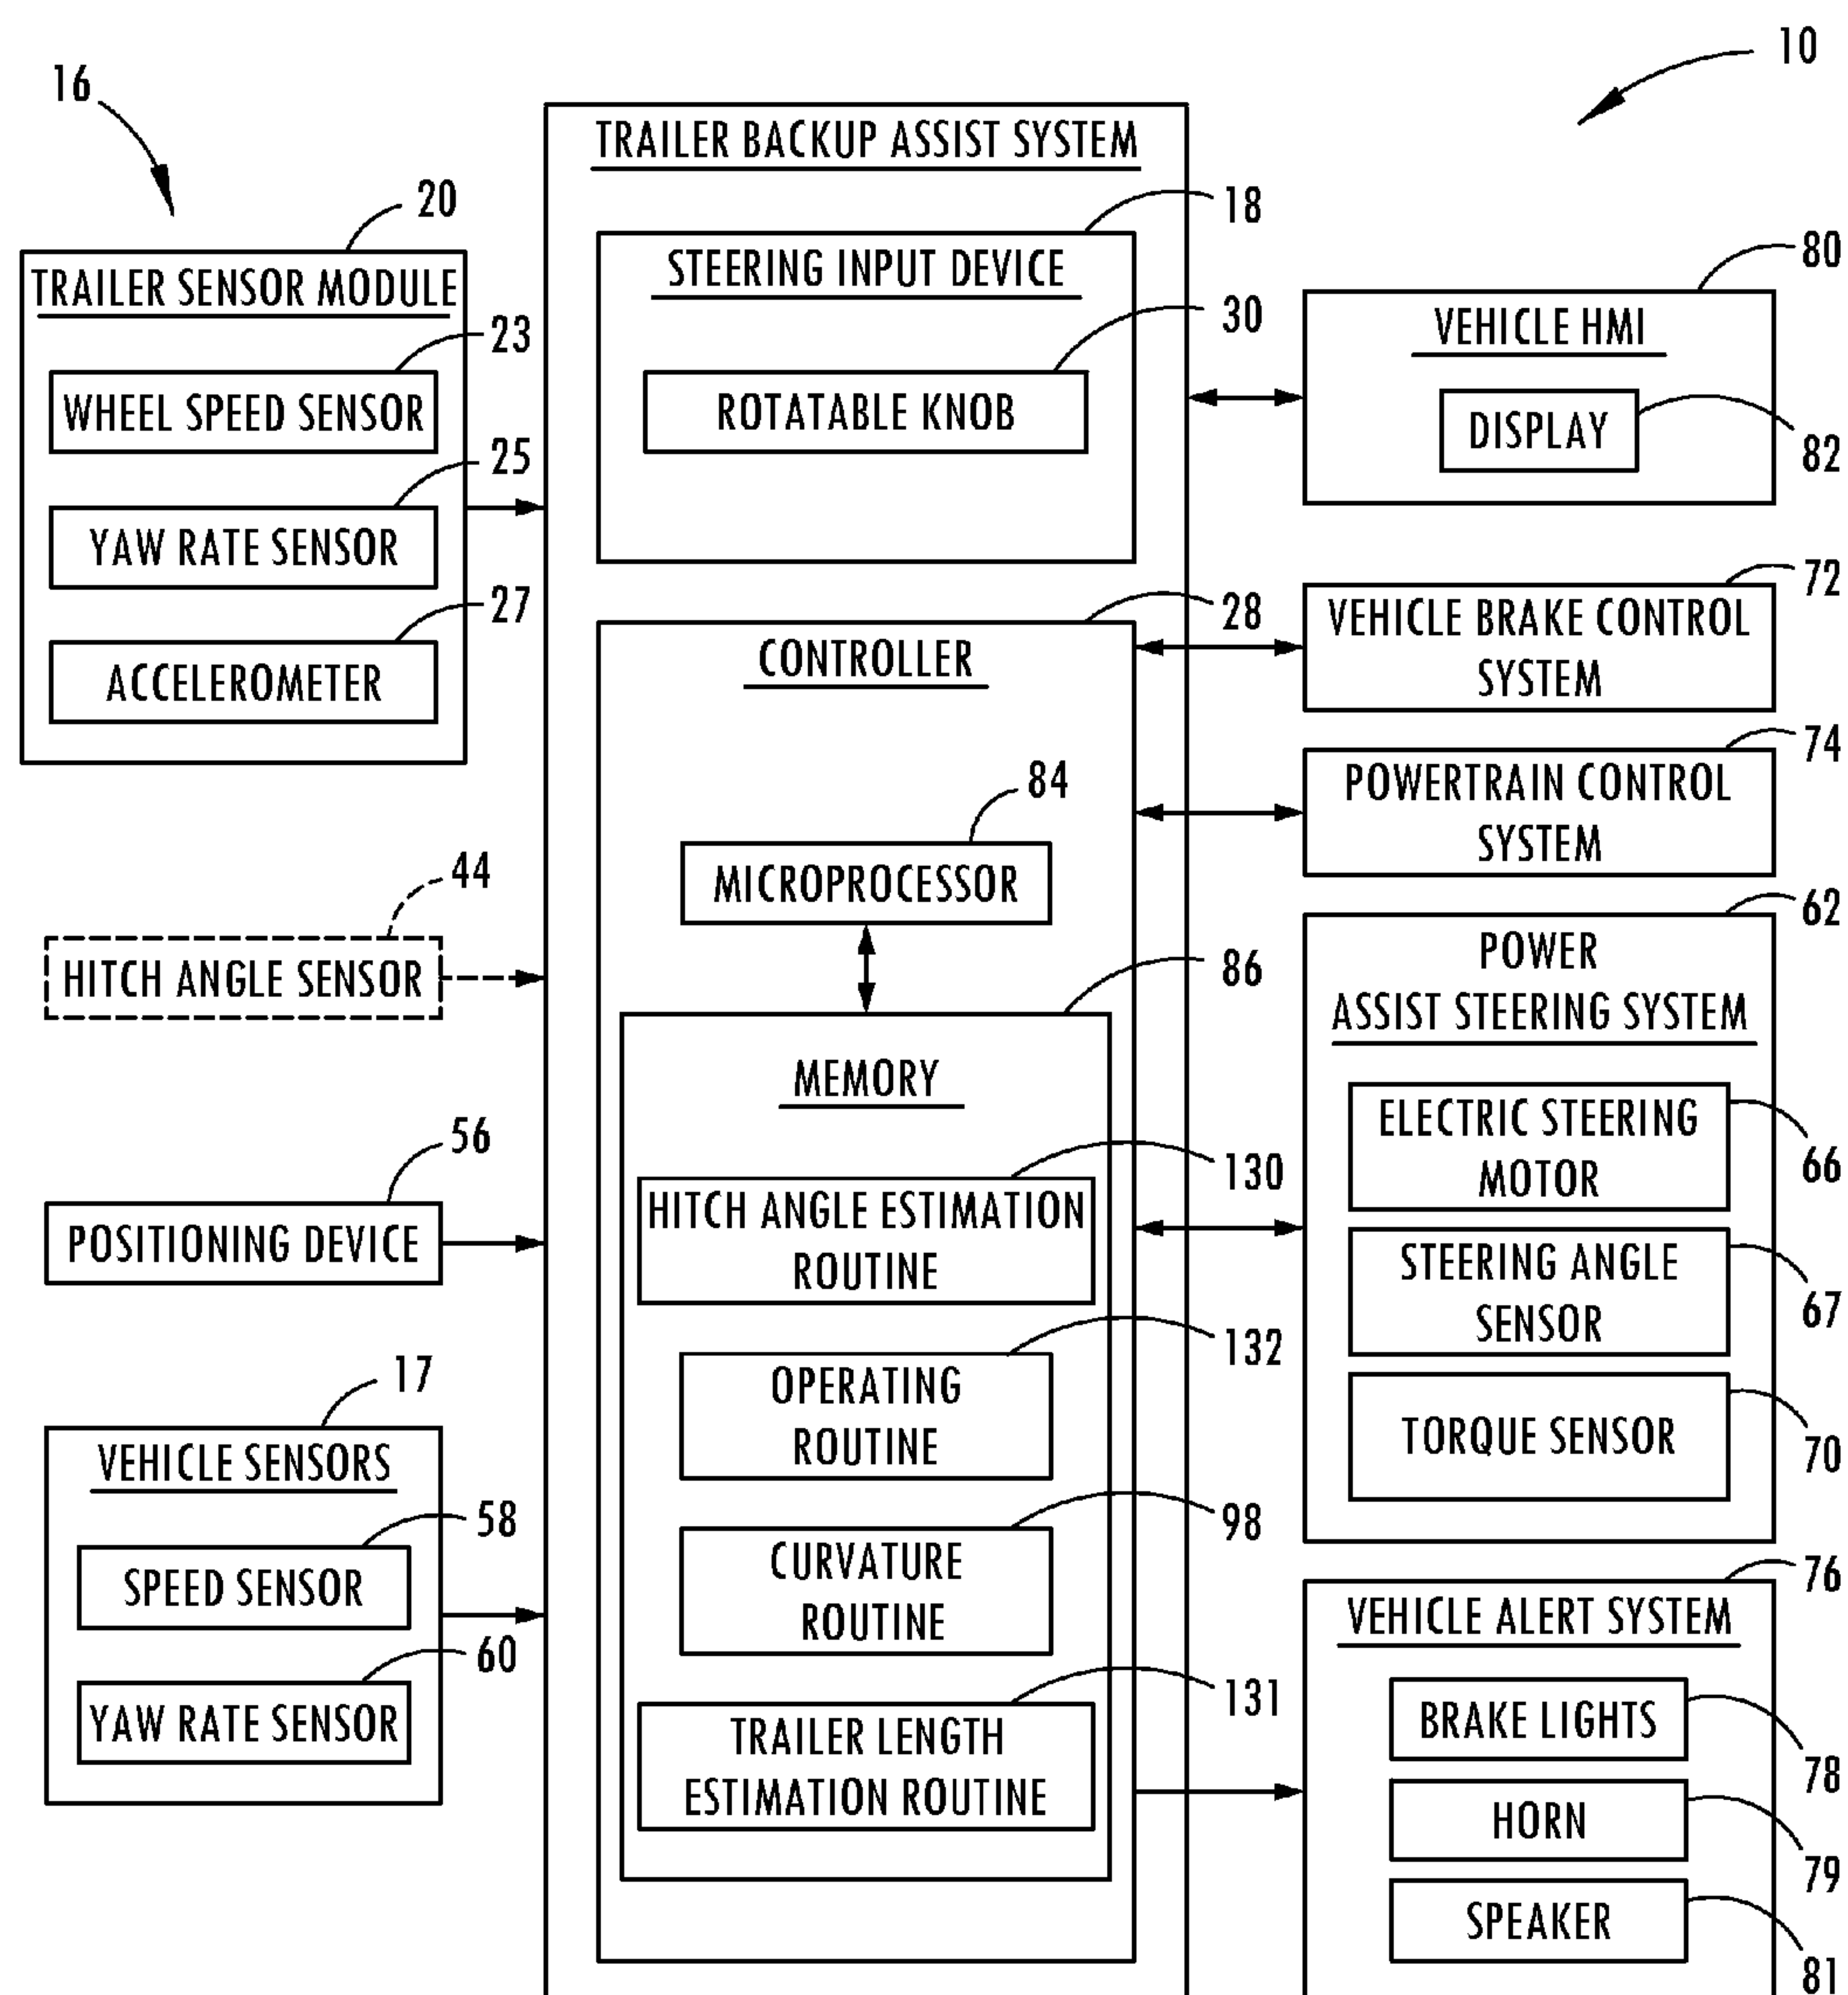 10
16
TRAILER BACKUP ASSIST SYSTEM
20
TRAILER SENSOR MODULE
23
WHEEL SPEED SENSOR
25
YAW RATE SENSOR
27
ACCELEROMETER
44
HITCH ANGLE SENSOR
56
POSITIONING DEVICE
17
VEHICLE SENSORS
58
SPEED SENSOR
60
YAW RATE SENSOR
18
STEERING INPUT DEVICE
30
ROTATABLE KNOB
28
CONTROLLER
84
MICROPROCESSOR
86
MEMORY
130
HITCH ANGLE ESTIMATION
ROUTINE
132
OPERATING
ROUTINE
98
CURVATURE
ROUTINE
131
TRAILER LENGTH
ESTIMATION ROUTINE
80
VEHICLE HMI
DISPLAY
82
72
VEHICLE BRAKE CONTROL
SYSTEM
74
POWERTRAIN CONTROL
SYSTEM
62
POWER
ASSIST STEERING SYSTEM
ELECTRIC STEERING
MOTOR
66
STEERING ANGLE
SENSOR
67
TORQUE SENSOR
70
76
VEHICLE ALERT SYSTEM
BRAKE LIGHTS
78
HORN
79
SPEAKER
81